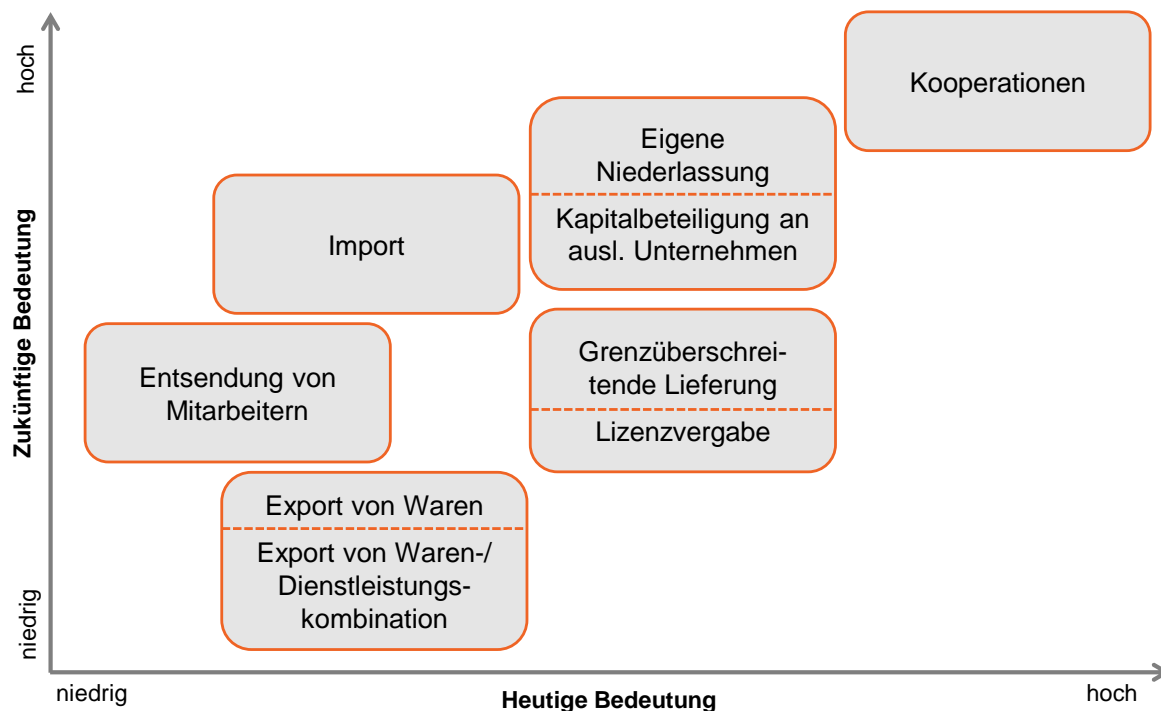 hoch
Kooperationen
Eigene
Niederlassung
Kapitalbeteiligung an
ausl. Unternehmen
Import
Zukünftige Bedeutung
Grenzüberschrei-
tende Lieferung
Lizenzvergabe
Entsendung von
Mitarbeitern
Export von Waren
Export von Waren-/
Dienstleistungs-
kombination
niedrig
niedrig
Heutige Bedeutung
hoch